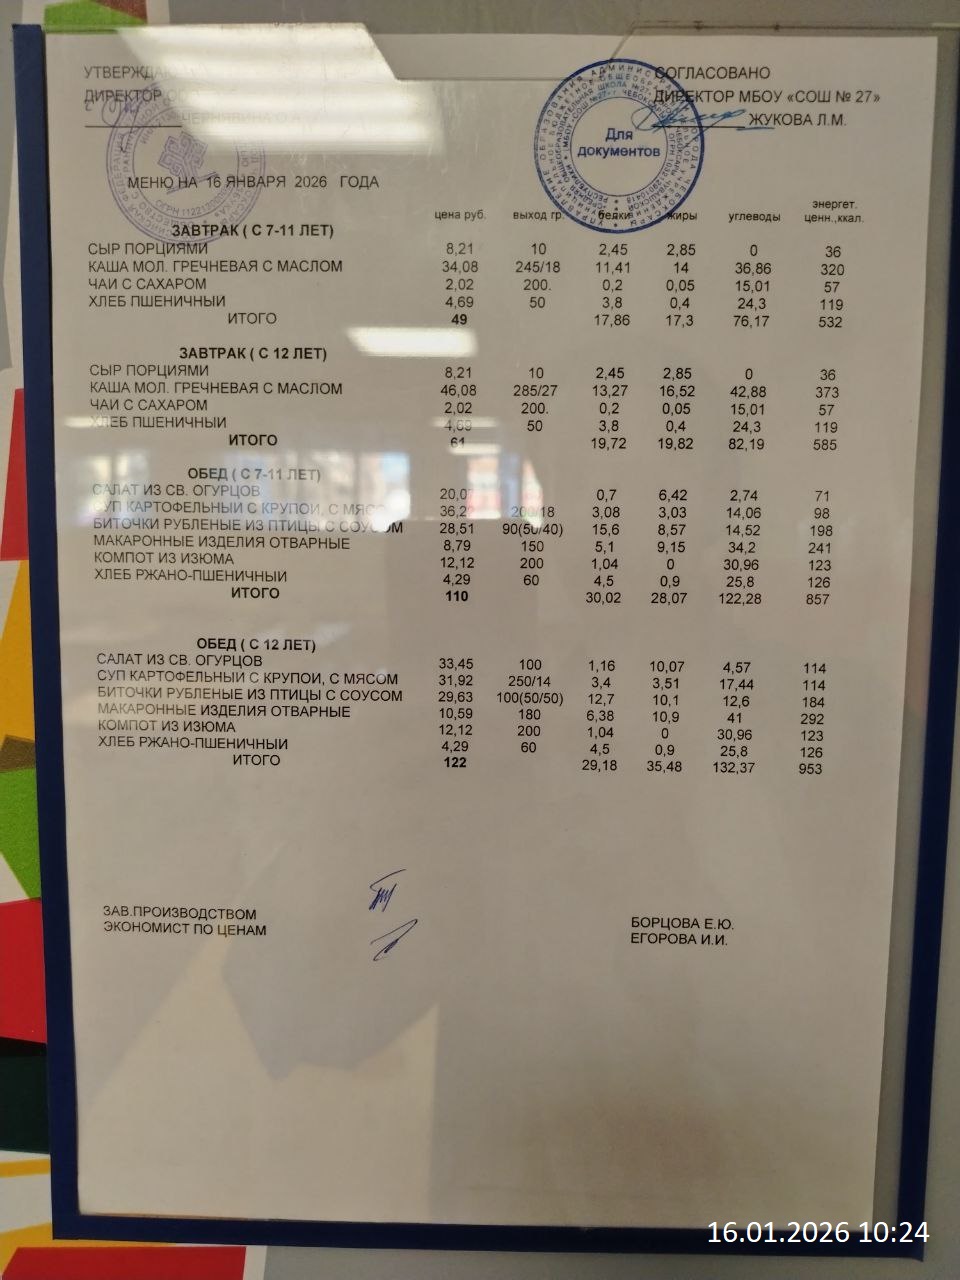 СОГЛАСОВАНО
ДИРЕКТОР
ДИРЕКТОР МБОУ «СОШ № 27»
ЧЕРНЯВИНА О.А.
ЖУКОВА Л.М.
Для
документов
МЕНЮ НА 16 ЯНВАРЯ 2026 ГОДА
цена руб. выход гр. белки жиры углеводы энергет. ценн.,ккал.
ЗАВТРАК ( С 7-11 ЛЕТ)
СЫР ПОРЦИЯМИ 8,21 10 2,45 2,85 0 36
КАША МОЛ. ГРЕЧНЕВАЯ С МАСЛОМ 34,08 245/18 11,41 14 36,86 320
ЧАЙ С САХАРОМ 2,02 200. 0,2 0,05 15,01 57
ХЛЕБ ПШЕНИЧНЫЙ 4,69 50 3,8 0,4 24,3 119
ИТОГО 49 17,86 17,3 76,17 532
ЗАВТРАК ( С 12 ЛЕТ)
СЫР ПОРЦИЯМИ 8,21 10 2,45 2,85 0 36
КАША МОЛ. ГРЕЧНЕВАЯ С МАСЛОМ 46,08 285/27 13,27 16,52 42,88 373
ЧАЙ С САХАРОМ 2,02 200. 0,2 0,05 15,01 57
ХЛЕБ ПШЕНИЧНЫЙ 4,69 50 3,8 0,4 24,3 119
ИТОГО 61 19,72 19,82 82,19 585
ОБЕД ( С 7-11 ЛЕТ)
САЛАТ ИЗ СВ. ОГУРЦОВ 20,07 0,7 6,42 2,74 71
СУП КАРТОФЕЛЬНЫЙ С КРУПОЙ, С 36,22 200/18 3,08 3,03 14,06 98
БИТОЧКИ РУБЛЕНЫЕ ИЗ ПТИЦЫ С СОУСОМ 28,51 90(50/40) 15,6 8,57 14,52 198
МАКАРОННЫЕ ИЗДЕЛИЯ ОТВАРНЫЕ 8,79 150 5,1 9,15 34,2 241
КОМПОТ ИЗ ИЗЮМА 12,12 200 1,04 0 30,96 123
ХЛЕБ РЖАНО-ПШЕНИЧНЫЙ 4,29 60 4,5 0,9 25,8 126
ИТОГО 110 30,02 28,07 122,28 857
ОБЕД ( С 12 ЛЕТ)
САЛАТ ИЗ СВ. ОГУРЦОВ 33,45 100 1,16 10,07 4,57 114
СУП КАРТОФЕЛЬНЫЙ С КРУПОЙ, С МЯСОМ 31,92 250/14 3,4 3,51 17,44 114
БИТОЧКИ РУБЛЕНЫЕ ИЗ ПТИЦЫ С СОУСОМ 29,63 100(50/50) 12,7 10,1 12,6 184
МАКАРОННЫЕ ИЗДЕЛИЯ ОТВАРНЫЕ 10,59 180 6,38 10,9 41 292
КОМПОТ ИЗ ИЗЮМА 12,12 200 1,04 0 30,96 123
ХЛЕБ РЖАНО-ПШЕНИЧНЫЙ 4,29 60 4,5 0,9 25,8 126
ИТОГО 122 29,18 35,48 132,37 953
ЗАВ.ПРОИЗВОДСТВОМ БОРЦОВА Е.Ю.
ЭКОНОМИСТ ПО ЦЕНАМ ЕГОРОВА И.И.
16.01.2026 10:24